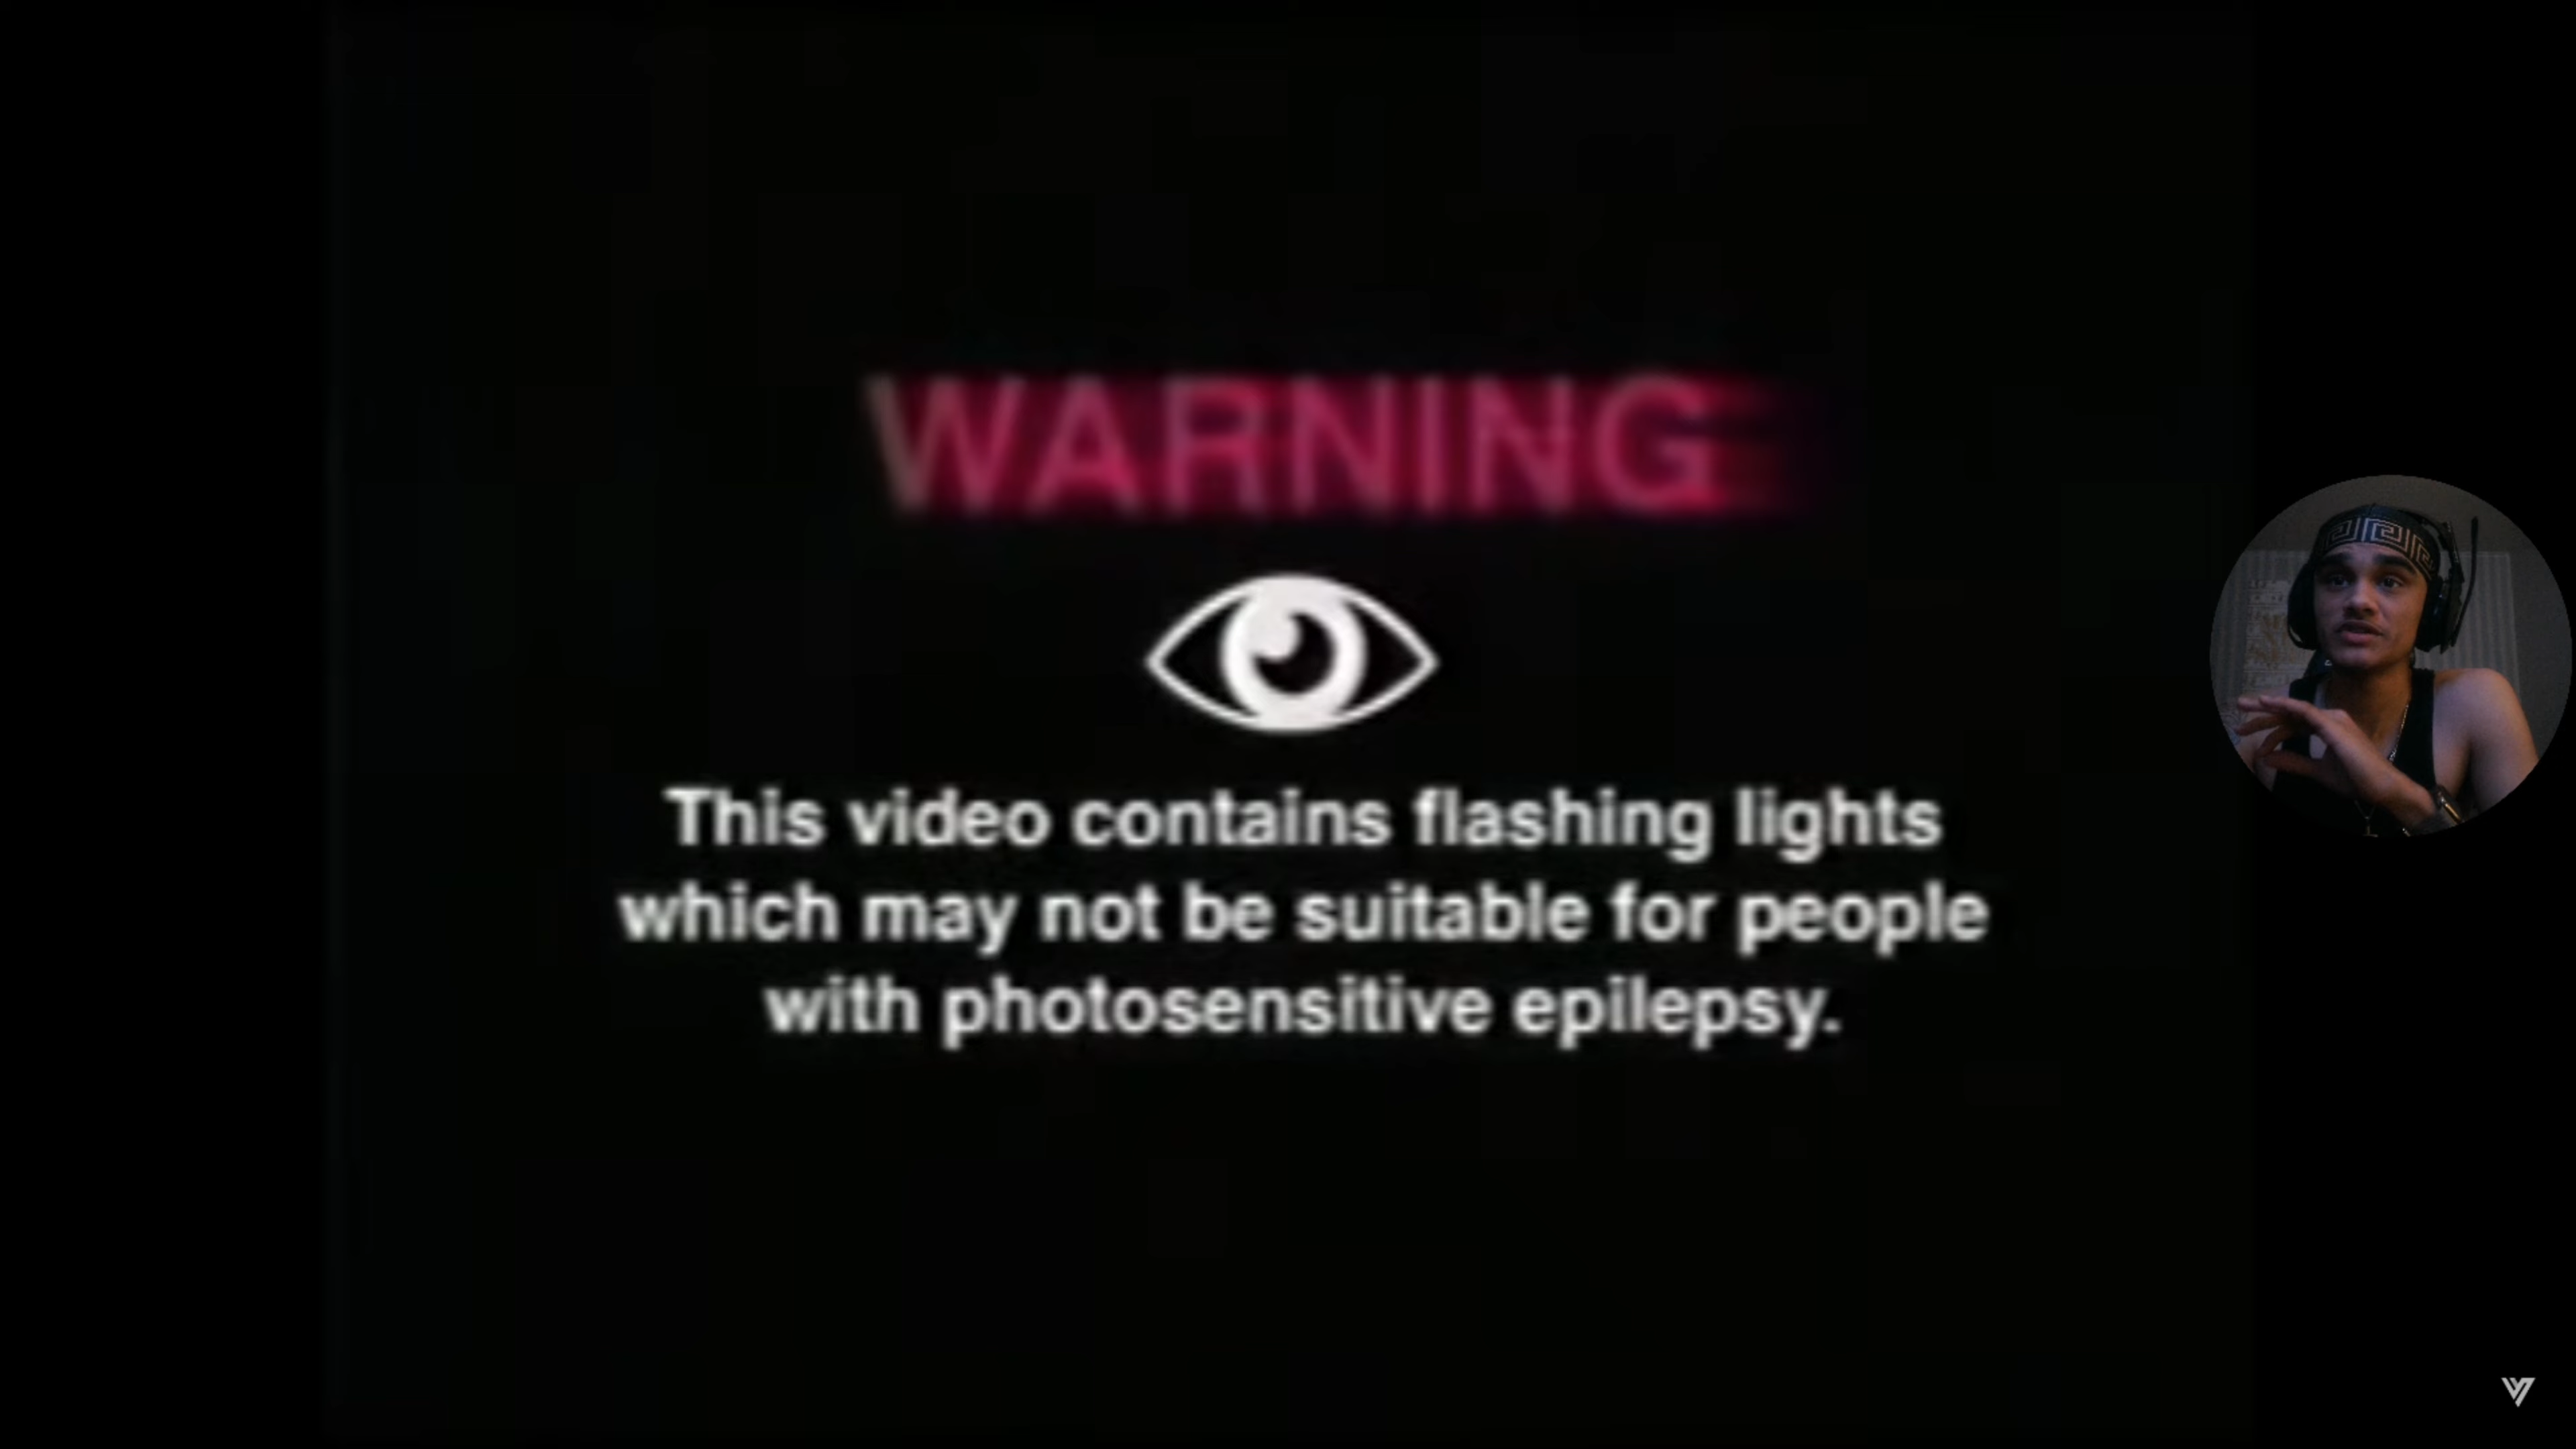 WARNING
This video contains flashing lights
which may not be suitable for people
with photosensitive epilepsy.